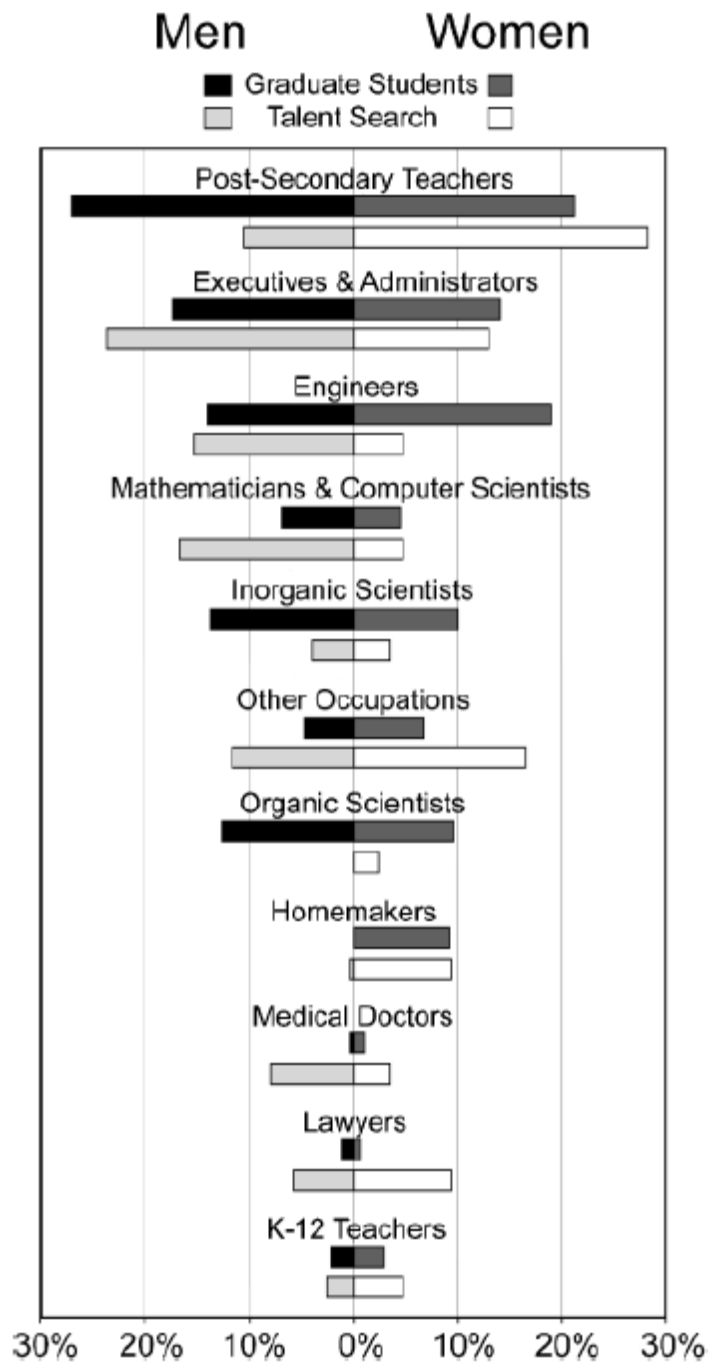 Men Women
Graduate Students
Talent Search
Post-Secondary Teachers
Executives & Administrators
Engineers
Mathematicians & Computer Scientists
Inorganic Scientists
Other Occupations
Organic Scientists
Homemakers
Medical Doctors
Lawyers
K-12 Teachers
30% 20% 10% 0% 10% 20% 30%